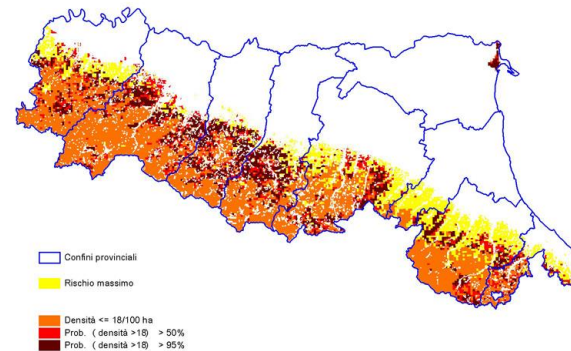 Confini provinciali
Rischio massimo
Densità <= 18/100 ha
Prob. ( densità >18) > 50%
Prob. ( densità >18) > 95%